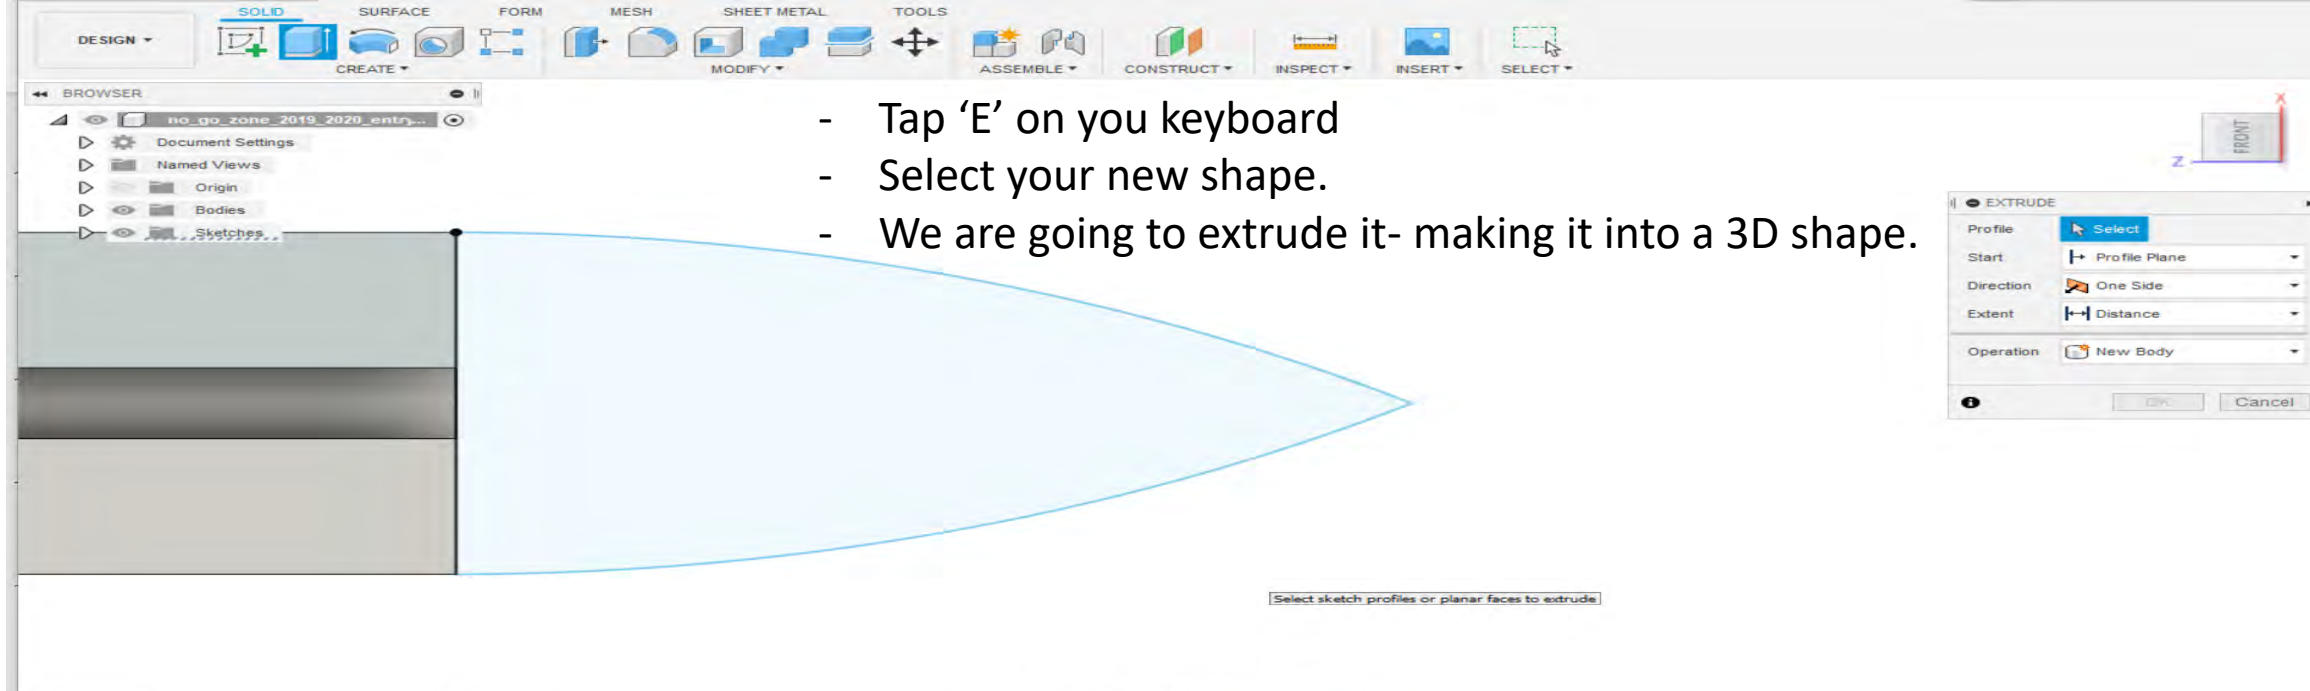 SOLID SURFACE FORM MESH SHEET METAL TOOLS
DESIGN
CREATE MODIFY ASSEMBLE CONSTRUCT INSPECT INSERT SELECT
BROWSER
no_go_zone_2019_2020_entry...
Document Settings
Named Views
Origin
Bodies
Sketches
- Tap ‘E’ on you keyboard
- Select your new shape.
- We are going to extrude it- making it into a 3D shape.
X
FRONT
Z
EXTRUDE
Profile Select
Start Profile Plane
Direction One Side
Extent Distance
Operation New Body
OK Cancel
Select sketch profiles or planar faces to extrude